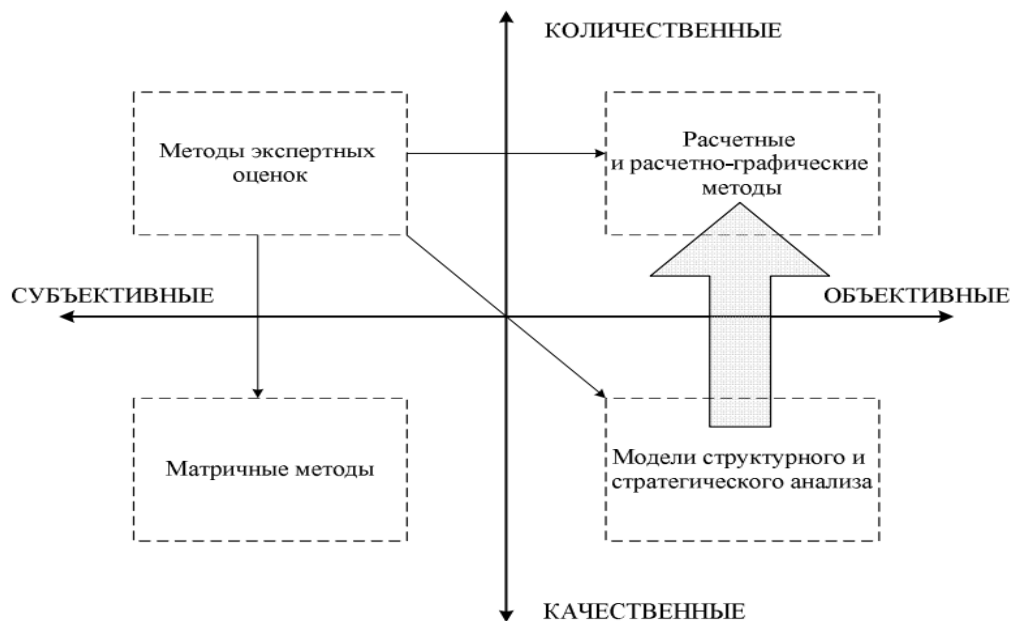 КОЛИЧЕСТВЕННЫЕ
Методы экспертных
оценок
Расчетные
и расчетно-графические
методы
СУБЪЕКТИВНЫЕ
ОБЪЕКТИВНЫЕ
Матричные методы
Модели структурного и
стратегического анализа
КАЧЕСТВЕННЫЕ